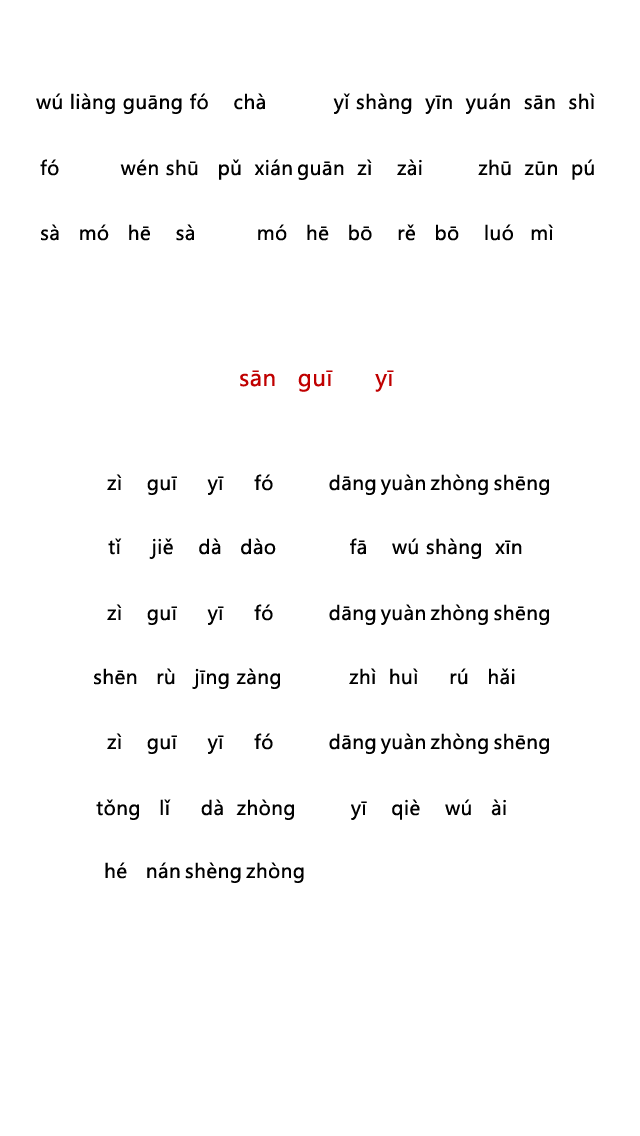 wú liàng guāng fó chà yǐ shàng yīn yuán sān shì
fó wén shū pǔ xián guān zì zài zhū zūn pú
sà mó hē sà mó hē bō rě bō luó mì
sān guī yī
zì guī yī fó dāng yuàn zhòng shēng
tǐ jiě dà dào fā wú shàng xīn
zì guī yī fó dāng yuàn zhòng shēng
shēn rù jīng zàng zhì huì rú hǎi
zì guī yī fó dāng yuàn zhòng shēng
tǒng lǐ dà zhòng yī qiè wú ài
hé nán shèng zhòng